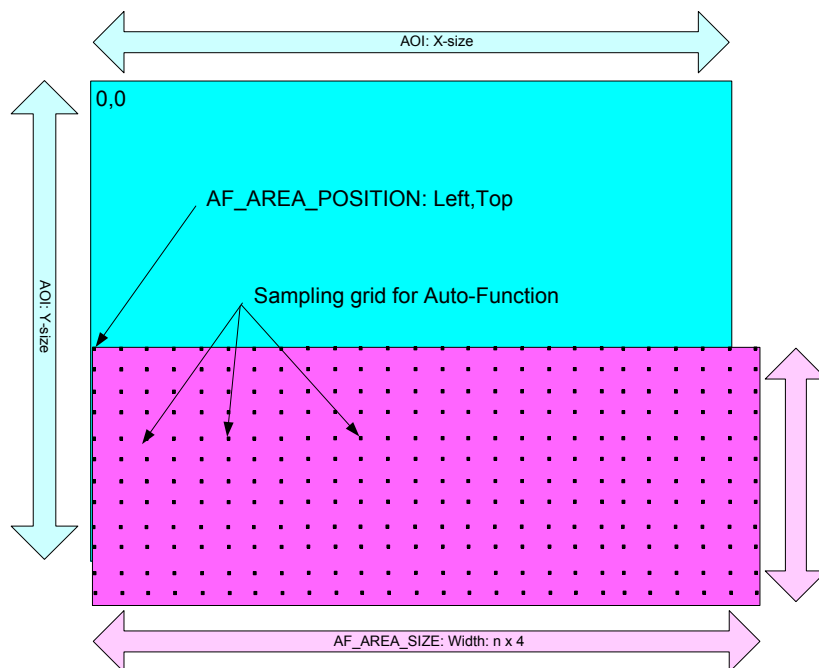 AOI: X-size
0,0
AF_AREA_POSITION: Left,Top
AOI: Y-size
Sampling grid for Auto-Function
AF_AREA_SIZE: Width: n x 4